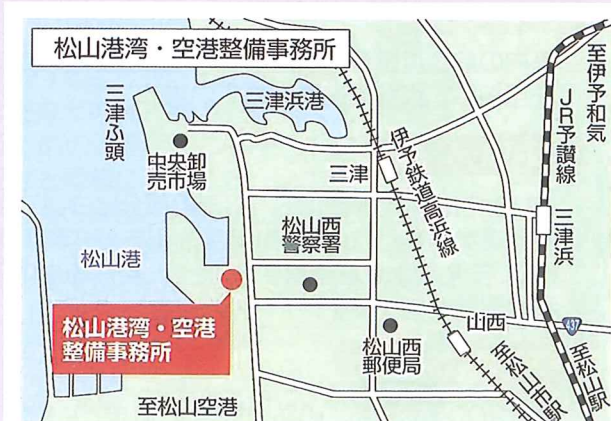 松山港湾・空港整備事務所
三津浜港
三津ふ頭
中央卸
売市場
三津
伊予鉄道高浜線
至伊予和気
JR予讃線
三津浜
松山西
警察署
松山港
松山港湾・空港
整備事務所
山西
437
松山西
郵便局
至松山市駅
至松山駅
至松山空港